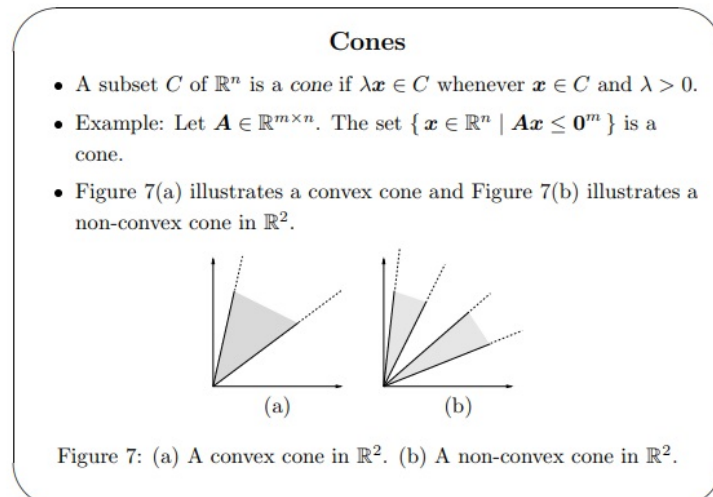 Cones
• A subset C of ℝⁿ is a cone if λx ∈ C whenever x ∈ C and λ > 0.
• Example: Let A ∈ ℝᵐˣⁿ. The set { x ∈ ℝⁿ | Ax ≤ 0ᵐ } is a
cone.
• Figure 7(a) illustrates a convex cone and Figure 7(b) illustrates a
non-convex cone in ℝ².
(a) (b)
Figure 7: (a) A convex cone in ℝ². (b) A non-convex cone in ℝ².